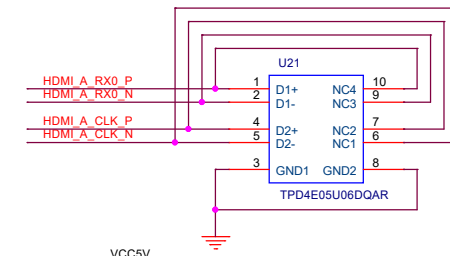 U21
HDMI_A_RX0_P 1 D1+ NC4 10
HDMI_A_RX0_N 2 D1- NC3 9
HDMI_A_CLK_P 4 D2+ NC2 7
HDMI_A_CLK_N 5 D2- NC1 6
3 GND1 GND2 8
TPD4E05U06DQAR
VCC5V